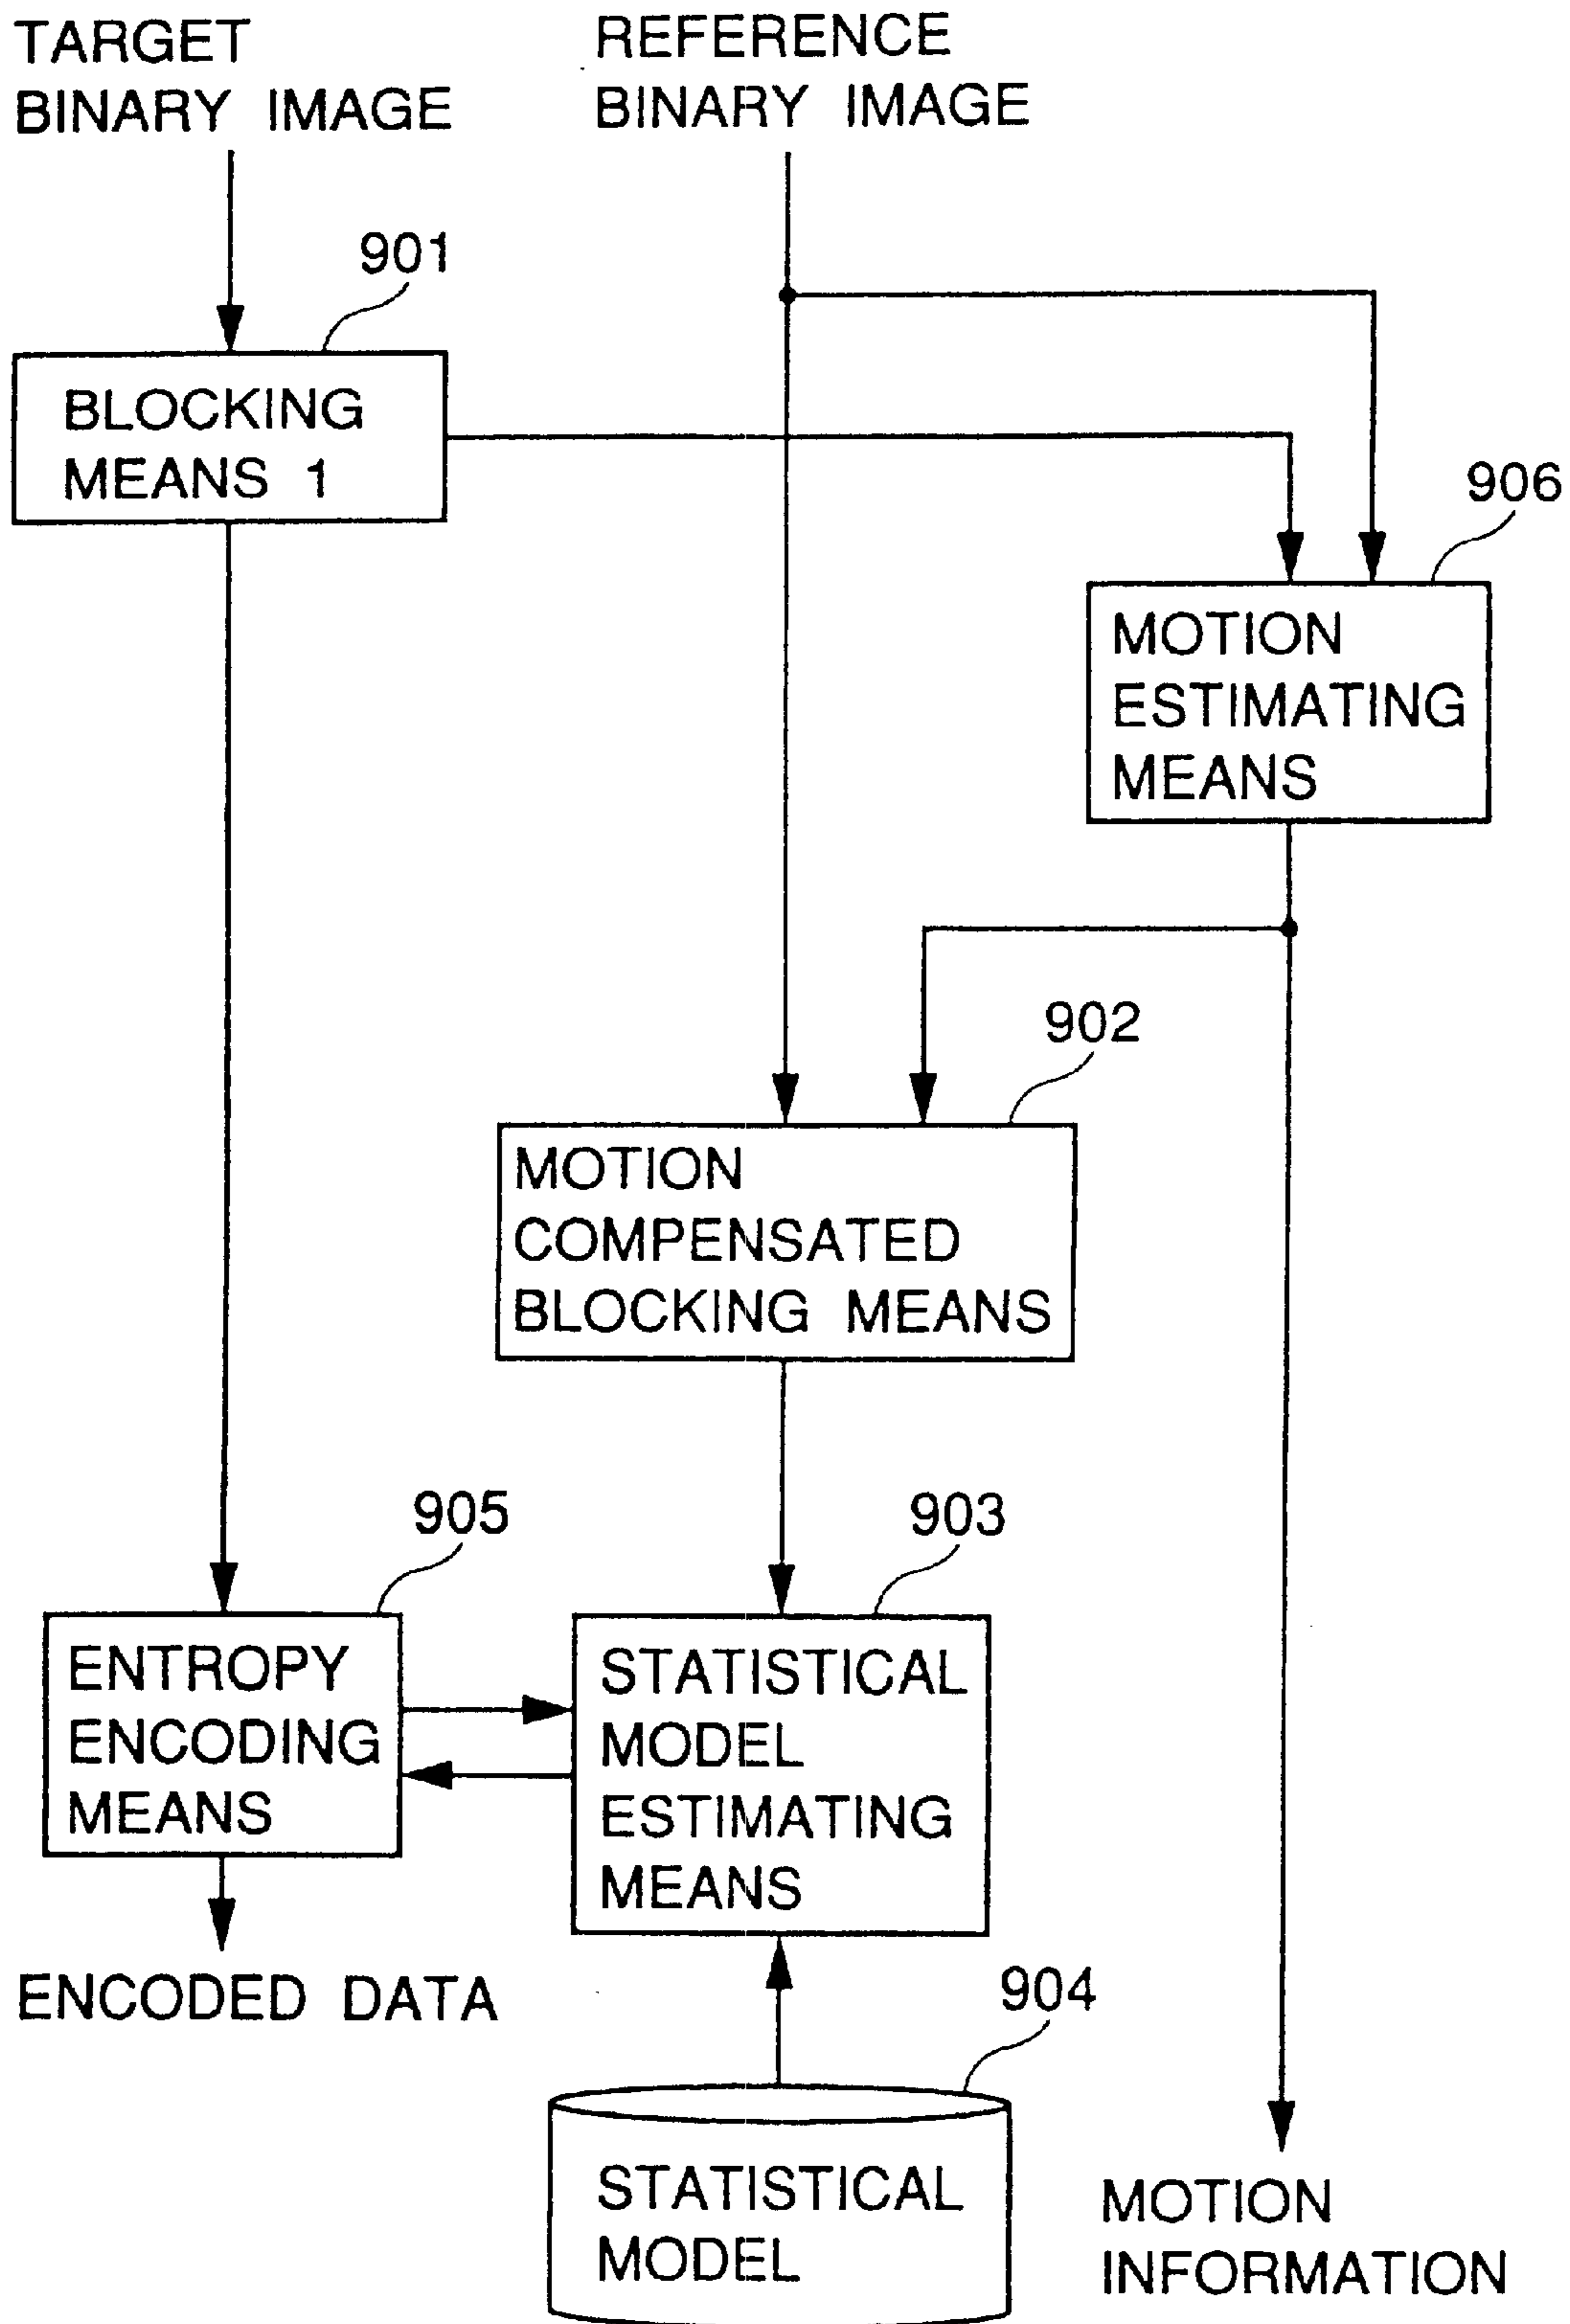 TARGET
BINARY IMAGE
REFERENCE
BINARY IMAGE
901
BLOCKING
MEANS 1
906
MOTION
ESTIMATING
MEANS
902
MOTION
COMPENSATED
BLOCKING MEANS
905
ENTROPY
ENCODING
MEANS
903
STATISTICAL
MODEL
ESTIMATING
MEANS
ENCODED DATA
904
STATISTICAL
MODEL
MOTION
INFORMATION